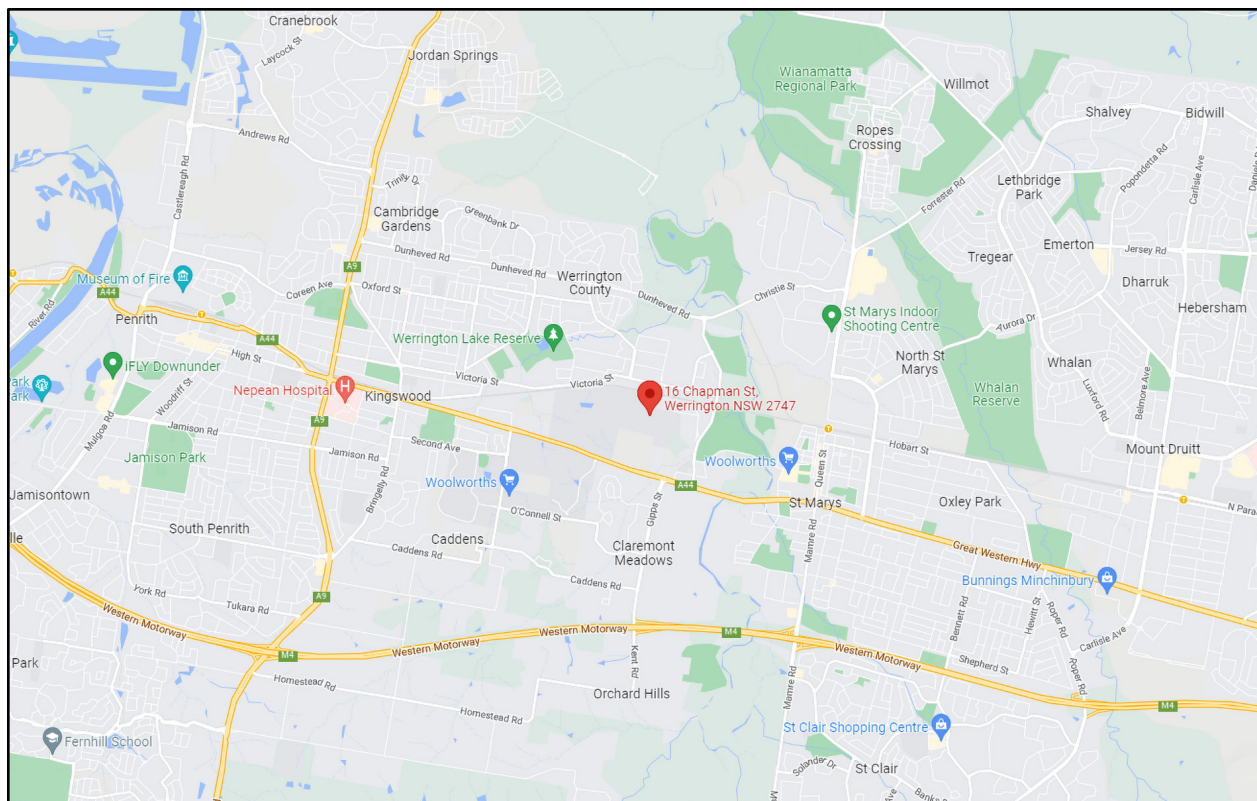 Cranebrook
Laycock St
Jordan Springs
Wianamatta
Regional Park
Willmot
Shalvey
Bidwill
Ropes
Crossing
Andrews Rd
Castlereagh Rd
Trinity Dr
Popondetta Rd
Carlisle Ave
Lethbridge
Park
Forrester Rd
Cambridge
Gardens
Greenbank Dr
Emerton
Jersey Rd
Tregear
Dunheved Rd
Dunheved Rd
Werrington
County
Museum of Fire
A9
A44
Coreen Ave
Oxford St
Dunheved Rd
Christie St
Dharruk
Hebersham
River Rd
Penrith
St Marys Indoor
Shooting Centre
Aurora Dr
A44
Werrington Lake Reserve
High St
North St
Marys
Whalan
iFLY Downunder
Victoria St
Victoria St
Nepean Hospital
Kingswood
16 Chapman St,
Werrington NSW 2747
Whalan
Reserve
Luxford Rd
Belmore Ave
Park
Park
Woodriff St
A9
Mulgoa Rd
Jamison Rd
Second Ave
Hobart St
Jamison Park
Jamison Rd
Woolworths
Queen St
Mount Druitt
Bringelly Rd
Woolworths
A44
Jamisontown
Gipps St
St Marys
Oxley Park
N Para
O'Connell St
South Penrith
Mamre Rd
ville
Caddens
Claremont
Meadows
Great Western Hwy
Caddens Rd
Caddens Rd
Bunnings Minchinbury
York Rd
Tukara Rd
A9
Bennett Rd
Hewitt St
Roper Rd
Carlisle Ave
Western Motorway
Western Motorway
Western Motorway
M4
M4
Western Motorway
Park
Kent Rd
Mamre Rd
Shepherd St
Roper Rd
Homestead Rd
Orchard Hills
M4
Homestead Rd
St Clair Shopping Centre
Fernhill School
Solander Dr
St Clair
Banks Dr